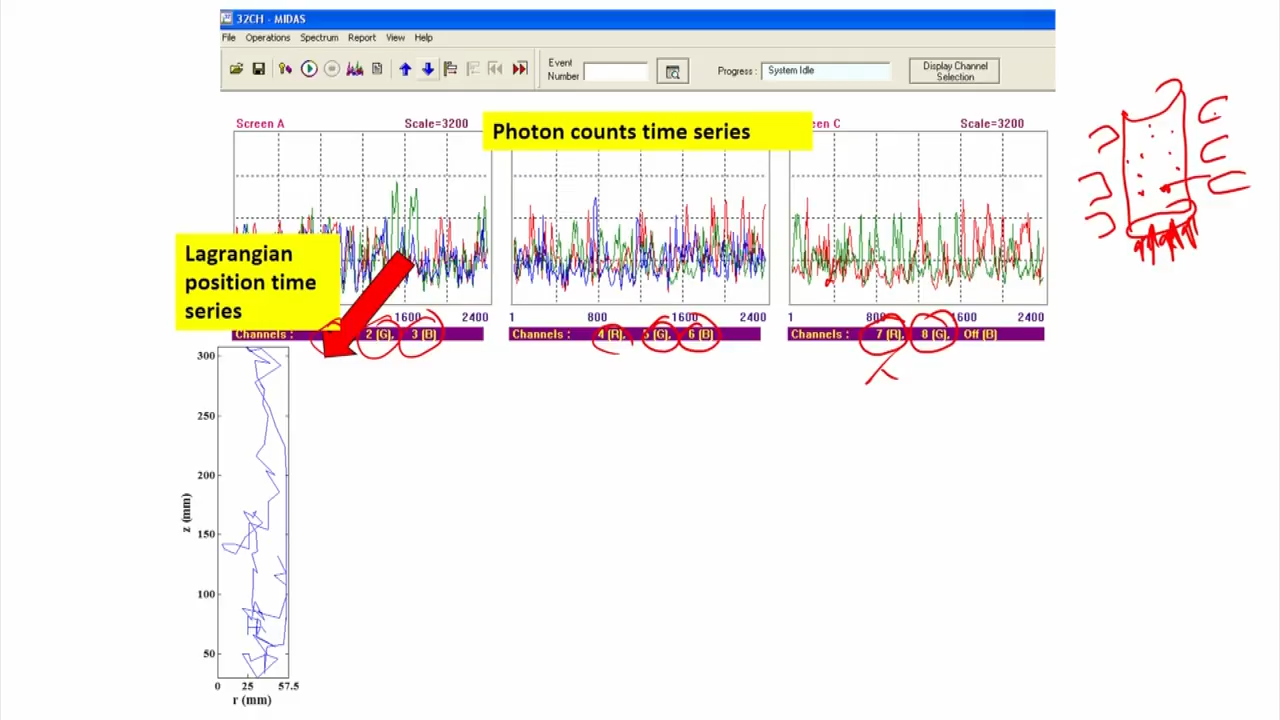 32CH - MIDAS
File Operations Spectrum Report View Help
Event Number
Progress : System Idle
Display Channel Selection
Screen A Scale=3200
Photon counts time series
een C Scale=3200
Lagrangian
position time
series
1600 2400
1 800 1600 2400
1 800 1600 2400
Channels : 2 (G), 3 (B)
Channels : 4 (R), 5 (G), 6 (B)
Channels : 7 (R), 8 (G), Off (B)
300
250
200
150
100
50
z (mm)
0 25 57.5
r (mm)